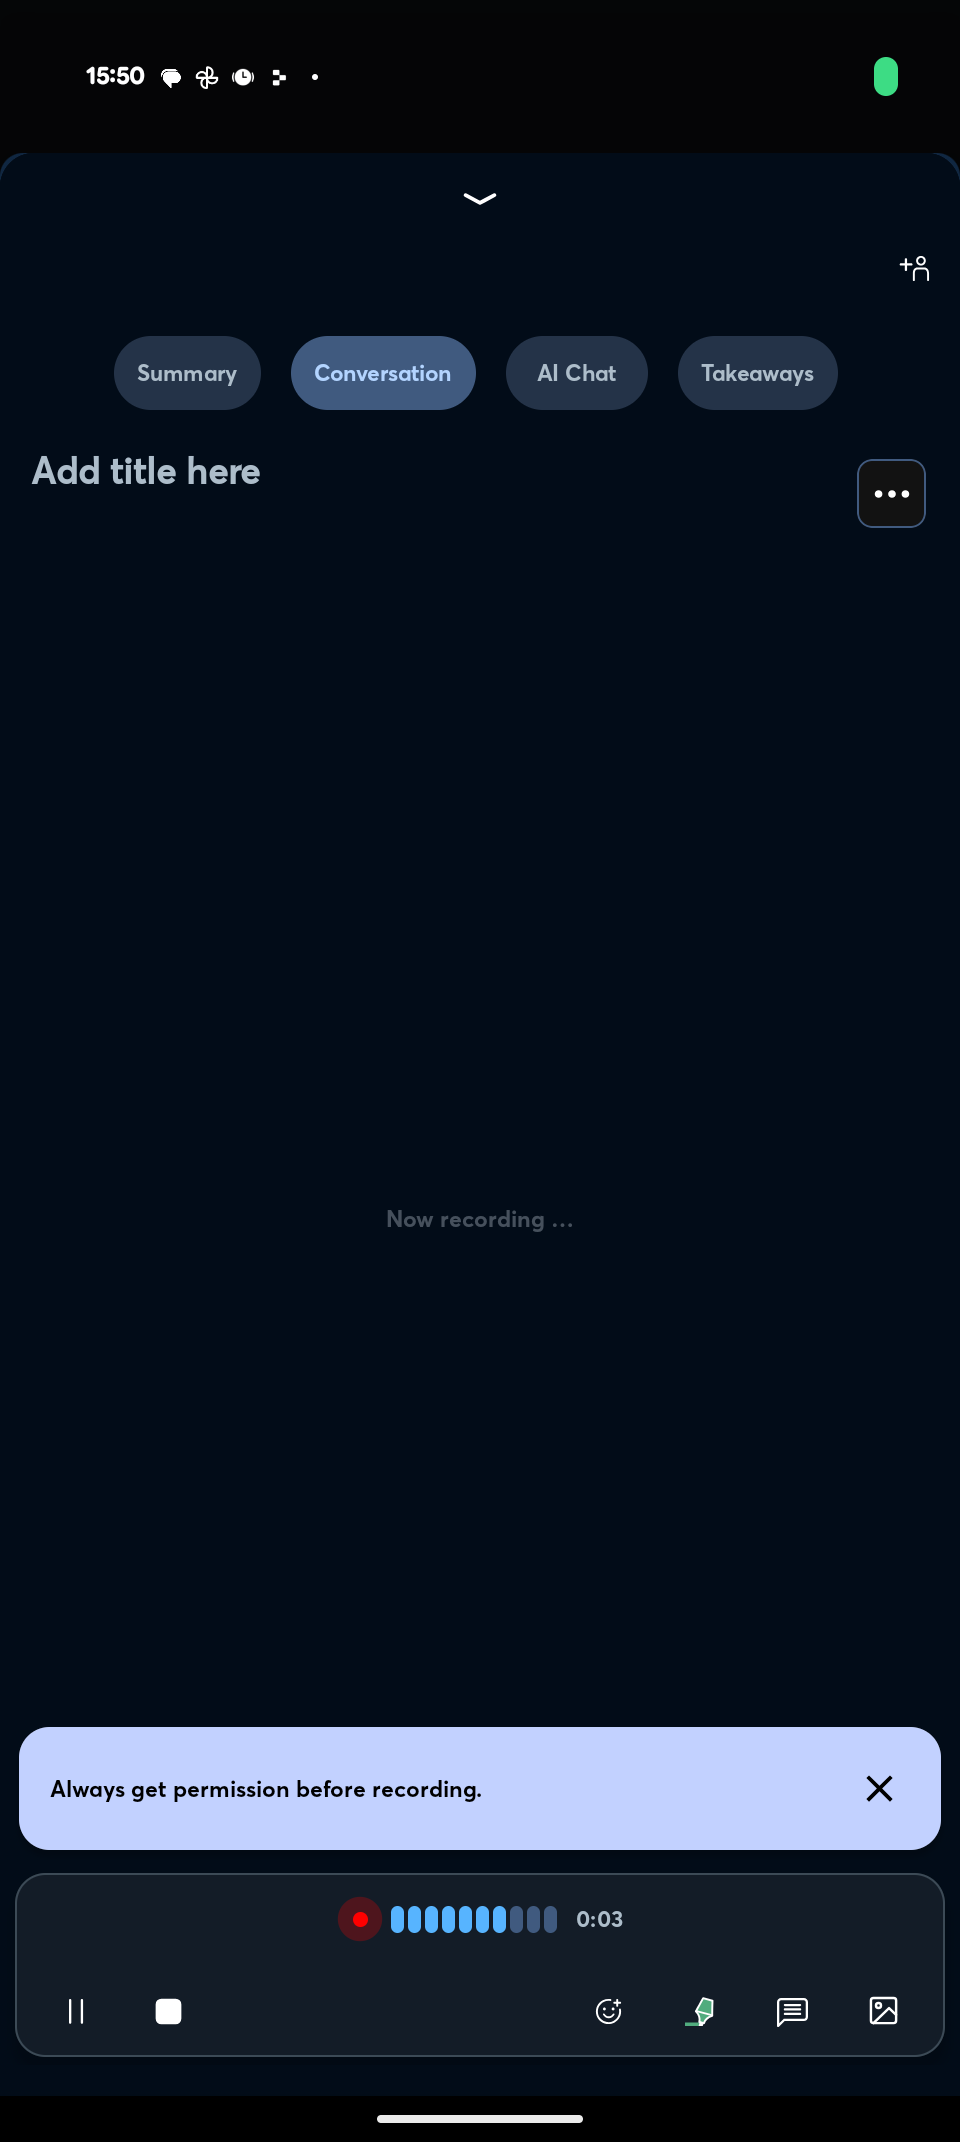 15:50
Summary
Conversation
AI Chat
Takeaways
Add title here
Now recording ...
Always get permission before recording.
0:03